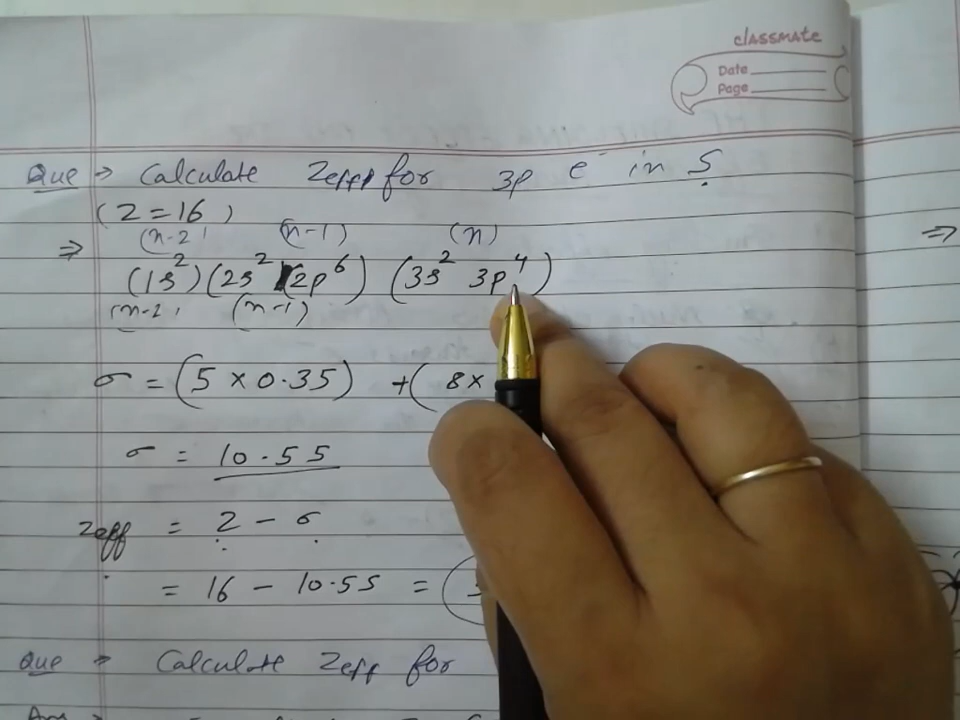 classmate
Date
Page
Que → Calculate Zeff for 3p e⁻ in S
(Z=16)
(n-2) (n-1) (n)
⇒ (1s²)(2s² 2p⁶) (3s² 3p⁴)
(n-2) (n-1)
σ = (5 × 0.35) + ( 8×
σ = 10.55
Zeff = Z - σ
= 16 - 10.55 =
Que → Calculate Zeff for
Ans →